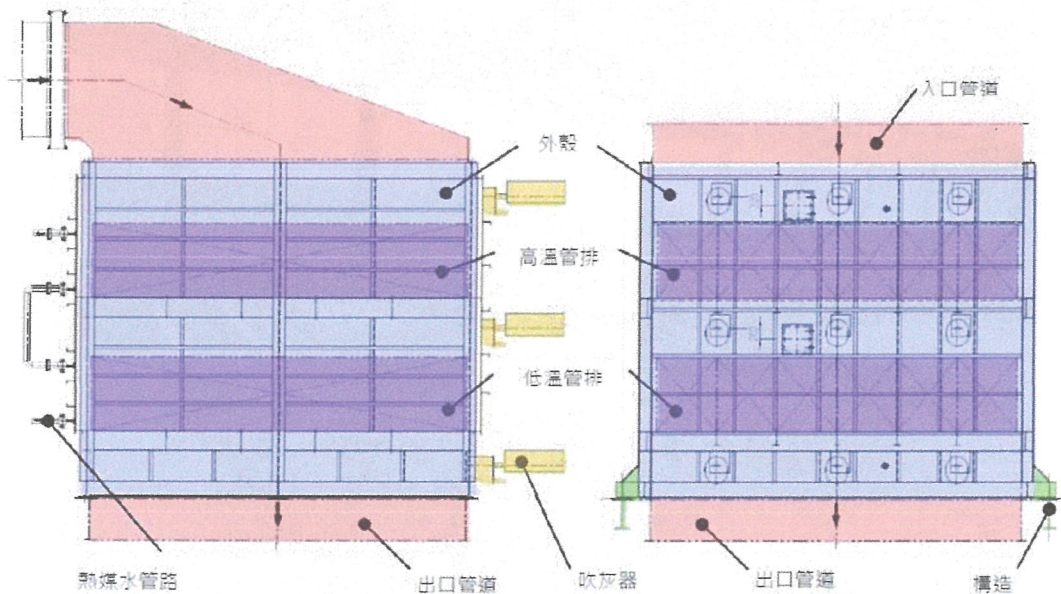 入口管道
外殼
高溫管排
低溫管排
熱媒水管路
出口管道
吹灰器
出口管道
構造